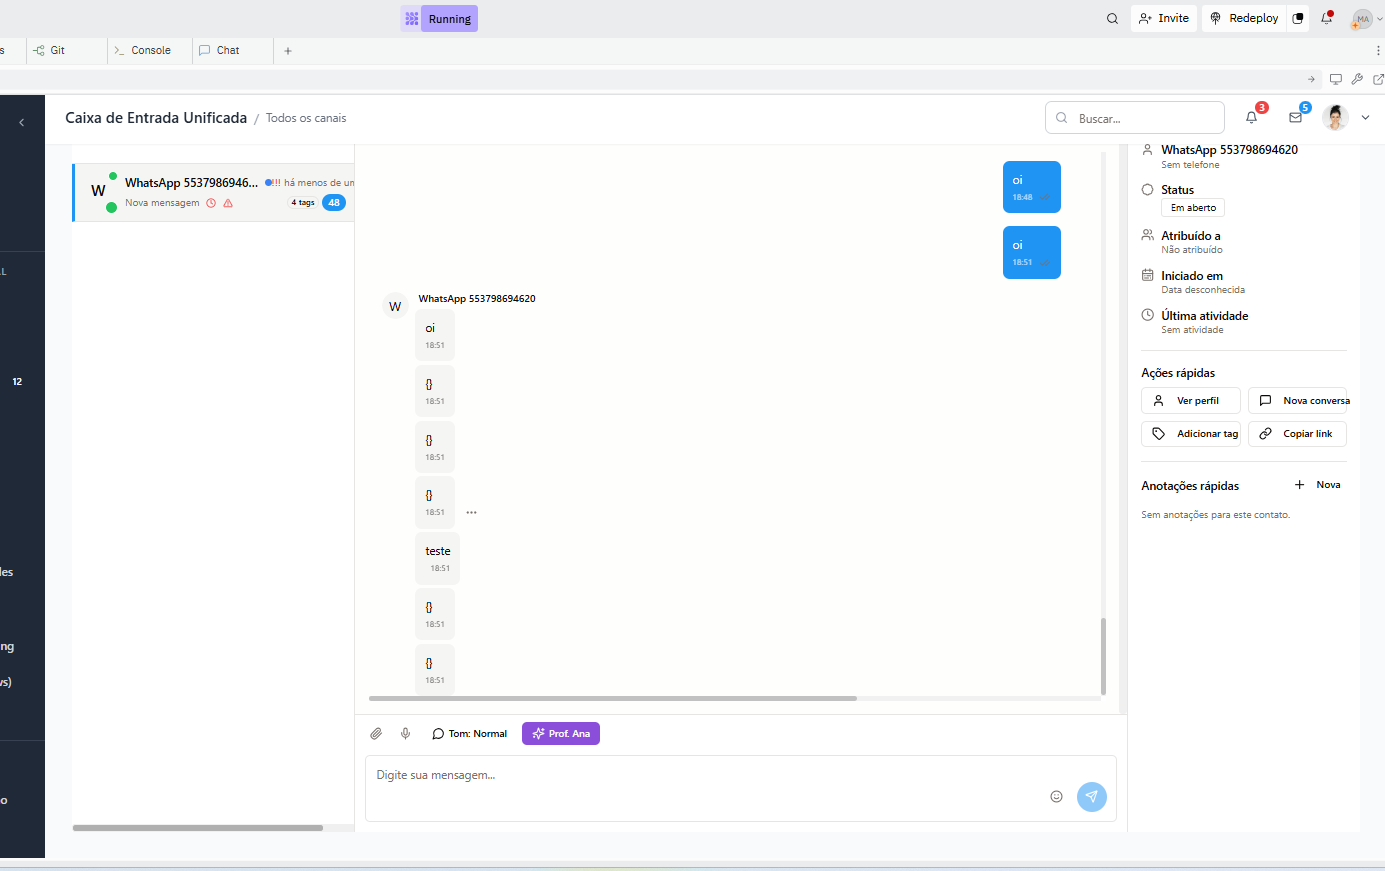 Running
Invite
Redeploy
MA
s
Git
Console
Chat
Caixa de Entrada Unificada / Todos os canais
Buscar...
3
5
L
12
les
ng
vs)
o
W
WhatsApp 5537986946...
!!! há menos de um
Nova mensagem
4 tags
48
oi
18:48
oi
18:51
W
WhatsApp 553798694620
oi
18:51
{}
18:51
{}
18:51
{}
18:51
...
teste
18:51
{}
18:51
{}
18:51
Tom: Normal
Prof. Ana
Digite sua mensagem...
WhatsApp 553798694620
Sem telefone
Status
Em aberto
Atribuído a
Não atribuído
Iniciado em
Data desconhecida
Última atividade
Sem atividade
Ações rápidas
Ver perfil
Nova conversa
Adicionar tag
Copiar link
Anotações rápidas
+ Nova
Sem anotações para este contato.